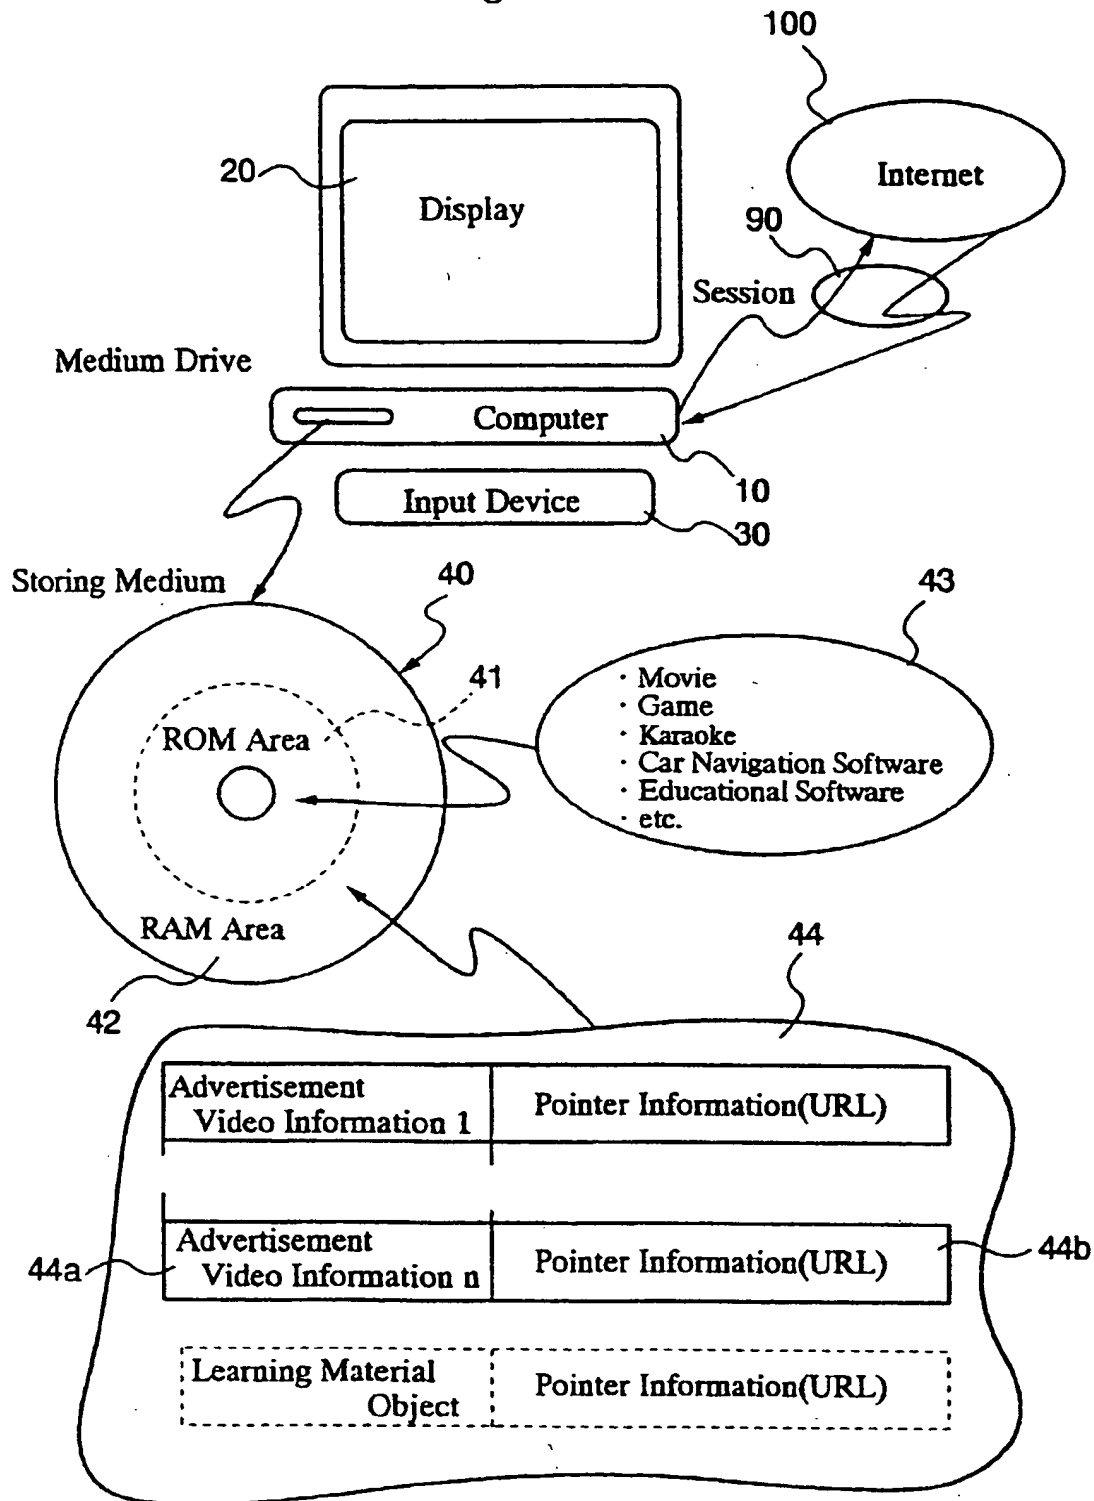 100
20
Display
Internet
90
Session
Medium Drive
Computer
10
Input Device
30
Storing Medium
40
43
41
ROM Area
· Movie
· Game
· Karaoke
· Car Navigation Software
· Educational Software
· etc.
RAM Area
42
44
Advertisement
Video Information 1
Pointer Information(URL)
Advertisement
Video Information n
Pointer Information(URL)
44a
44b
Learning Material
Object
Pointer Information(URL)